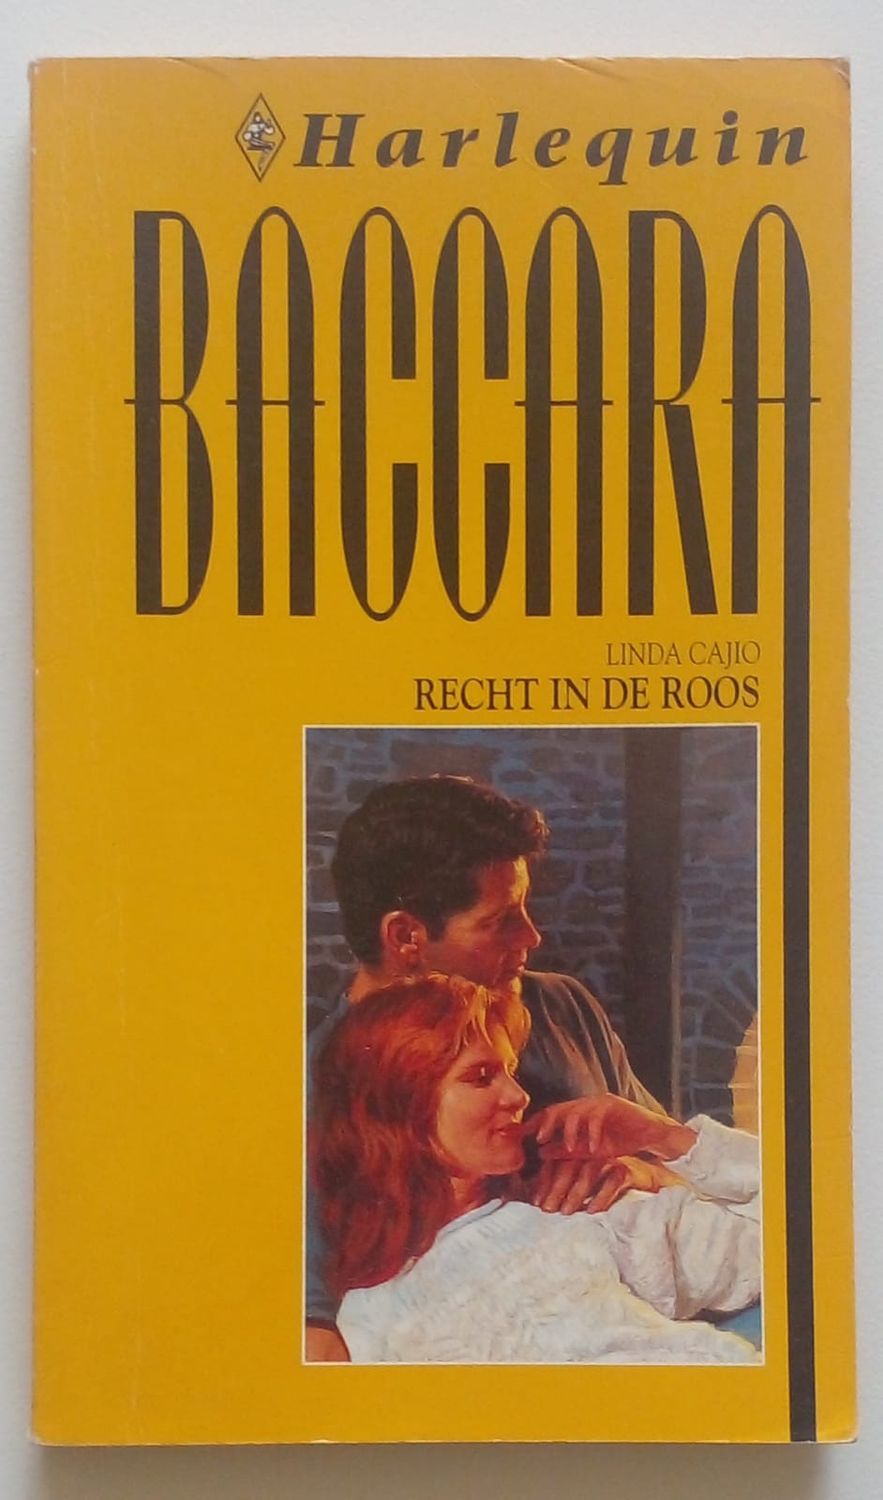 Harlequin
BACCARA
LINDA CAJIO
RECHT IN DE ROOS